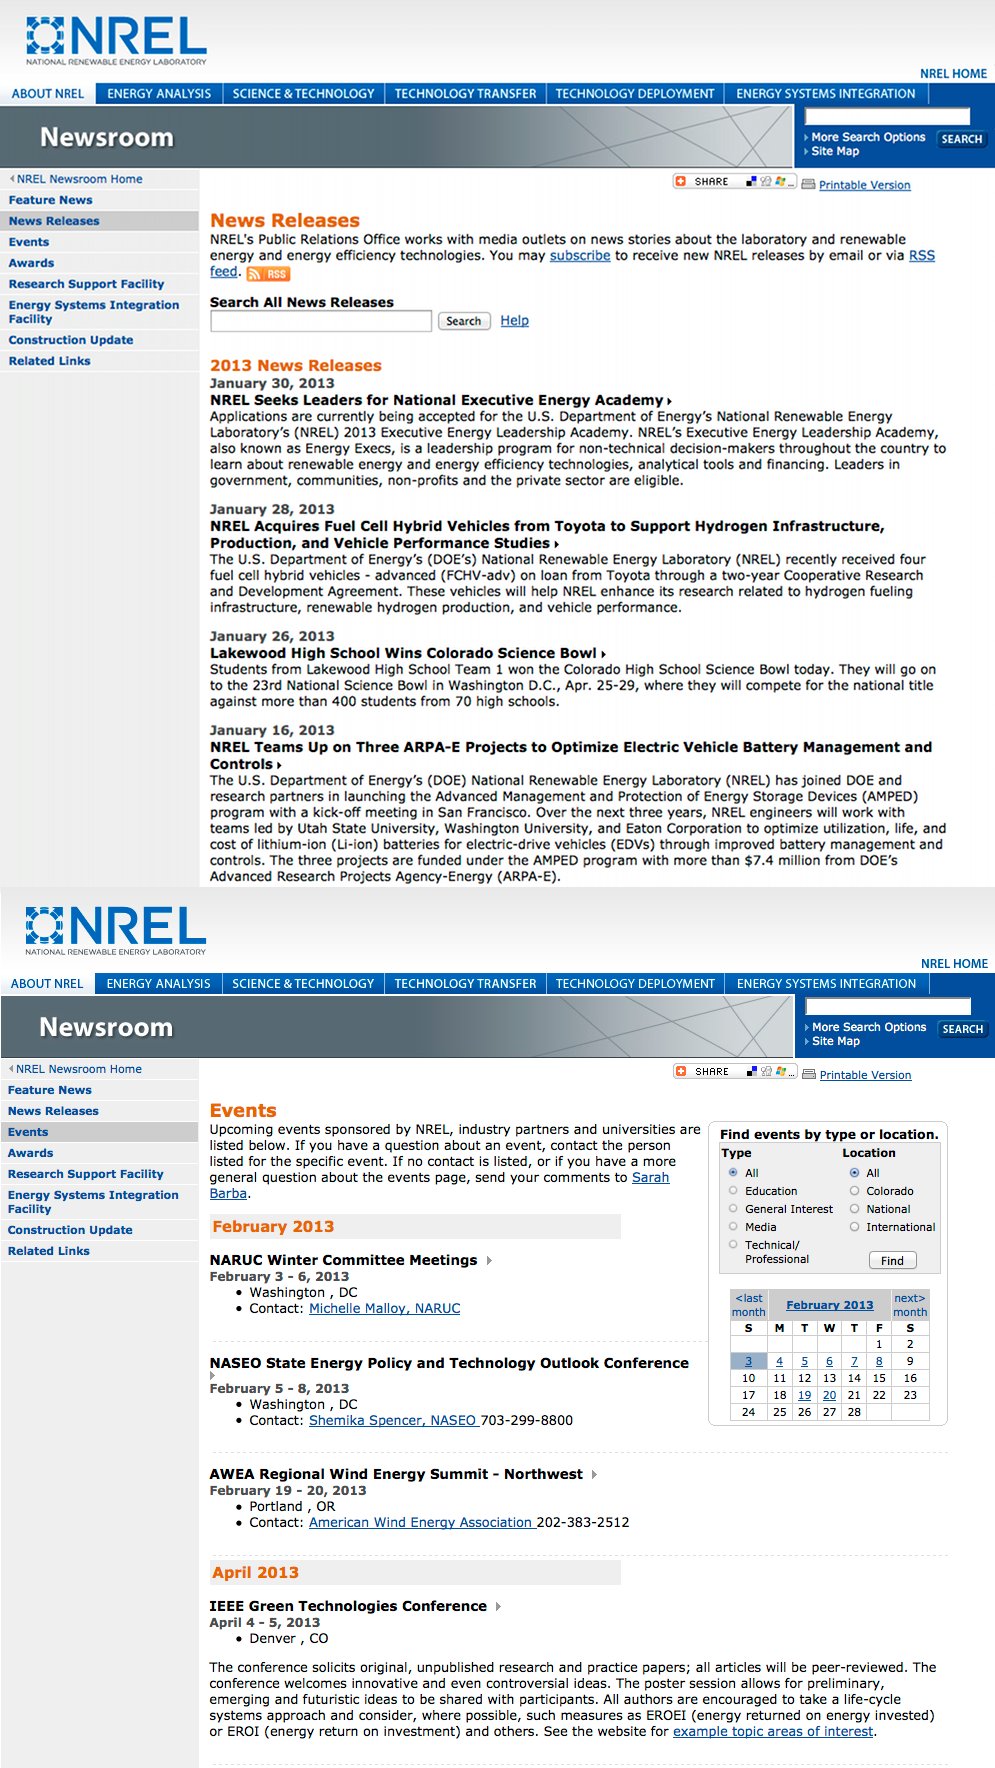 NREL
NATIONAL RENEWABLE ENERGY LABORATORY
NREL HOME
ABOUT NREL ENERGY ANALYSIS SCIENCE & TECHNOLOGY TECHNOLOGY TRANSFER TECHNOLOGY DEPLOYMENT ENERGY SYSTEMS INTEGRATION
Newsroom
More Search Options
SEARCH
Site Map
NREL Newsroom Home
Feature News
News Releases
Events
Awards
Research Support Facility
Energy Systems Integration
Facility
Construction Update
Related Links
SHARE
Printable Version
News Releases
NREL's Public Relations Office works with media outlets on news stories about the laboratory and renewable
energy and energy efficiency technologies. You may subscribe to receive new NREL releases by email or via RSS
feed. RSS
Search All News Releases
Search Help
2013 News Releases
January 30, 2013
NREL Seeks Leaders for National Executive Energy Academy
Applications are currently being accepted for the U.S. Department of Energy's National Renewable Energy
Laboratory's (NREL) 2013 Executive Energy Leadership Academy. NREL's Executive Energy Leadership Academy,
also known as Energy Execs, is a leadership program for non-technical decision-makers throughout the country to
learn about renewable energy and energy efficiency technologies, analytical tools and financing. Leaders in
government, communities, non-profits and the private sector are eligible.
January 28, 2013
NREL Acquires Fuel Cell Hybrid Vehicles from Toyota to Support Hydrogen Infrastructure,
Production, and Vehicle Performance Studies
The U.S. Department of Energy's (DOE's) National Renewable Energy Laboratory (NREL) recently received four
fuel cell hybrid vehicles - advanced (FCHV-adv) on loan from Toyota through a two-year Cooperative Research
and Development Agreement. These vehicles will help NREL enhance its research related to hydrogen fueling
infrastructure, renewable hydrogen production, and vehicle performance.
January 26, 2013
Lakewood High School Wins Colorado Science Bowl
Students from Lakewood High School Team 1 won the Colorado High School Science Bowl today. They will go on
to the 23rd National Science Bowl in Washington D.C., Apr. 25-29, where they will compete for the national title
against more than 400 students from 70 high schools.
January 16, 2013
NREL Teams Up on Three ARPA-E Projects to Optimize Electric Vehicle Battery Management and
Controls
The U.S. Department of Energy's (DOE) National Renewable Energy Laboratory (NREL) has joined DOE and
research partners in launching the Advanced Management and Protection of Energy Storage Devices (AMPED)
program with a kick-off meeting in San Francisco. Over the next three years, NREL engineers will work with
teams led by Utah State University, Washington University, and Eaton Corporation to optimize utilization, life, and
cost of lithium-ion (Li-ion) batteries for electric-drive vehicles (EDVs) through improved battery management and
controls. The three projects are funded under the AMPED program with more than $7.4 million from DOE's
Advanced Research Projects Agency-Energy (ARPA-E).
NREL
NATIONAL RENEWABLE ENERGY LABORATORY
NREL HOME
ABOUT NREL ENERGY ANALYSIS SCIENCE & TECHNOLOGY TECHNOLOGY TRANSFER TECHNOLOGY DEPLOYMENT ENERGY SYSTEMS INTEGRATION
Newsroom
More Search Options
SEARCH
Site Map
NREL Newsroom Home
Feature News
News Releases
Events
Awards
Research Support Facility
Energy Systems Integration
Facility
Construction Update
Related Links
SHARE
Printable Version
Events
Upcoming events sponsored by NREL, industry partners and universities are
listed below. If you have a question about an event, contact the person
listed for the specific event. If no contact is listed, or if you have a more
general question about the events page, send your comments to Sarah
Barba.
February 2013
NARUC Winter Committee Meetings
February 3 - 6, 2013
• Washington , DC
• Contact: Michelle Malloy, NARUC
NASEO State Energy Policy and Technology Outlook Conference
February 5 - 8, 2013
• Washington , DC
• Contact: Shemika Spencer, NASEO 703-299-8800
AWEA Regional Wind Energy Summit - Northwest
February 19 - 20, 2013
• Portland , OR
• Contact: American Wind Energy Association 202-383-2512
April 2013
IEEE Green Technologies Conference
April 4 - 5, 2013
• Denver , CO
The conference solicits original, unpublished research and practice papers; all articles will be peer-reviewed. The
conference welcomes innovative and even controversial ideas. The poster session allows for preliminary,
emerging and futuristic ideas to be shared with participants. All authors are encouraged to take a life-cycle
systems approach and consider, where possible, such measures as EROEI (energy returned on energy invested)
or EROI (energy return on investment) and others. See the website for example topic areas of interest.
Find events by type or location.
Type Location
All All
Education Colorado
General Interest National
Media International
Technical/
Professional
Find
<last month February 2013 next> month
S M T W T F S
1 2
3 4 5 6 7 8 9
10 11 12 13 14 15 16
17 18 19 20 21 22 23
24 25 26 27 28